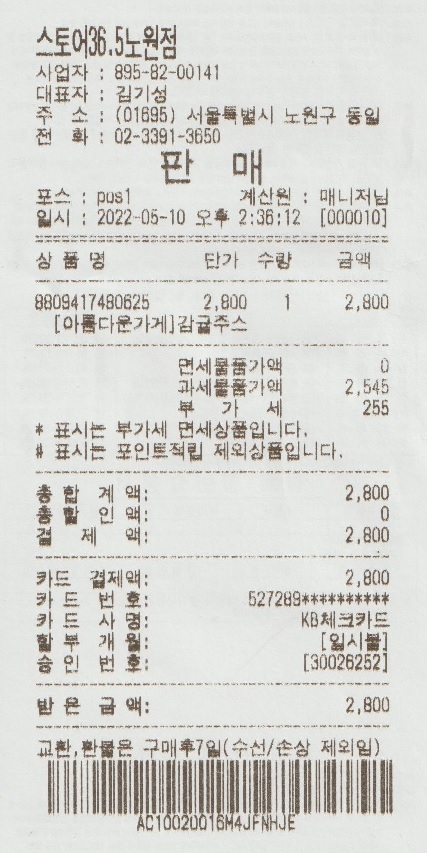 스토어36.5노원점
사업자 : 895-82-00141
대표자 : 김기성
주 소 : (01695) 서울특별시 노원구 동일
전 화 : 02-3391-3650
판 매
포스 : pos1 계산원 : 매니저님
일시 : 2022-05-10 오후 2:36:12 [000010]
상 품 명 단가 수량 금액
8809417480625 2,800 1 2,800
[아름다운가게]감귤주스
면세물품가액 0
과세물품가액 2,545
부 가 세 255
* 표시는 부가세 면세상품입니다.
# 표시는 포인트적립 제외상품입니다.
총 합 계 액: 2,800
총 할 인 액: 0
결 제 액: 2,800
카드 결제액: 2,800
카 드 번 호: 527289**********
카 드 사 명: KB체크카드
할 부 개 월: [일시불]
승 인 번 호: [30026252]
받 은 금 액: 2,800
교환,환불은 구매후7일(수선/손상 제외임)
AC10020016M4JFNHJE